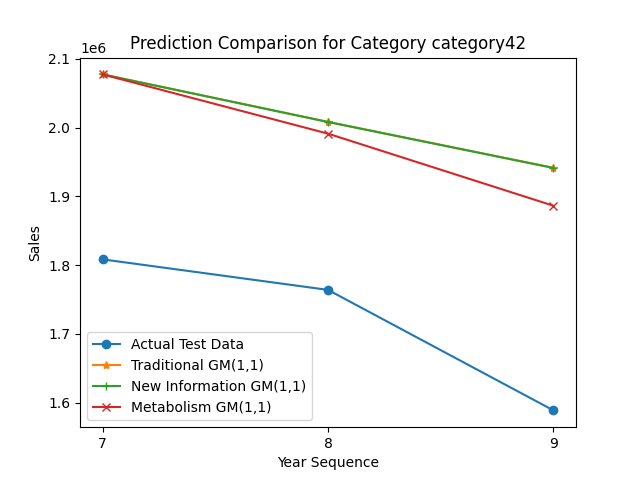 Prediction Comparison for Category category42
1e6
2.1
2.0
1.9
1.8
1.7
1.6
Sales
Actual Test Data
Traditional GM(1,1)
New Information GM(1,1)
Metabolism GM(1,1)
7
8
9
Year Sequence